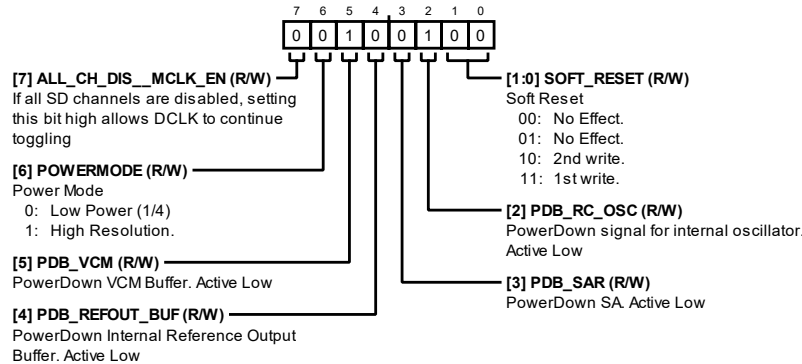 7 6 5 4 3 2 1 0
0 0 1 0 0 1 0 0
[7] ALL_CH_DIS__MCLK_EN (R/W)
If all SD channels are disabled, setting
this bit high allows DCLK to continue
toggling
[6] POWERMODE (R/W)
Power Mode
0: Low Power (1/4)
1: High Resolution.
[5] PDB_VCM (R/W)
PowerDown VCM Buffer. Active Low
[4] PDB_REFOUT_BUF (R/W)
PowerDown Internal Reference Output
Buffer. Active Low
[1:0] SOFT_RESET (R/W)
Soft Reset
00: No Effect.
01: No Effect.
10: 2nd write.
11: 1st write.
[2] PDB_RC_OSC (R/W)
PowerDown signal for internal oscillator.
Active Low
[3] PDB_SAR (R/W)
PowerDown SA. Active Low